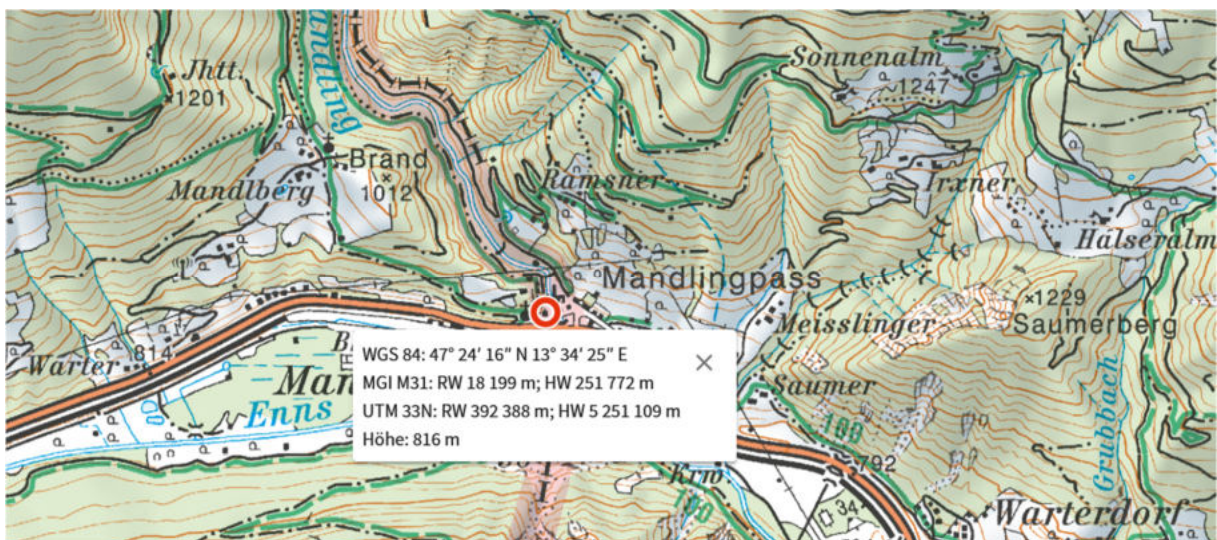 Jhtt.
1201
andling
Sonnenalm
1247
Brand
1012
Mandlberg
Ramsner
Irxner
Halseralm
Mandlingpass
1229
Saumerberg
Meisslinger
Warter
814
Man
Enns
Saumer
100
792
Grubbach
34
Warterdorf
WGS 84: 47° 24′ 16″ N 13° 34′ 25″ E
MGI M31: RW 18 199 m; HW 251 772 m
UTM 33N: RW 392 388 m; HW 5 251 109 m
Höhe: 816 m